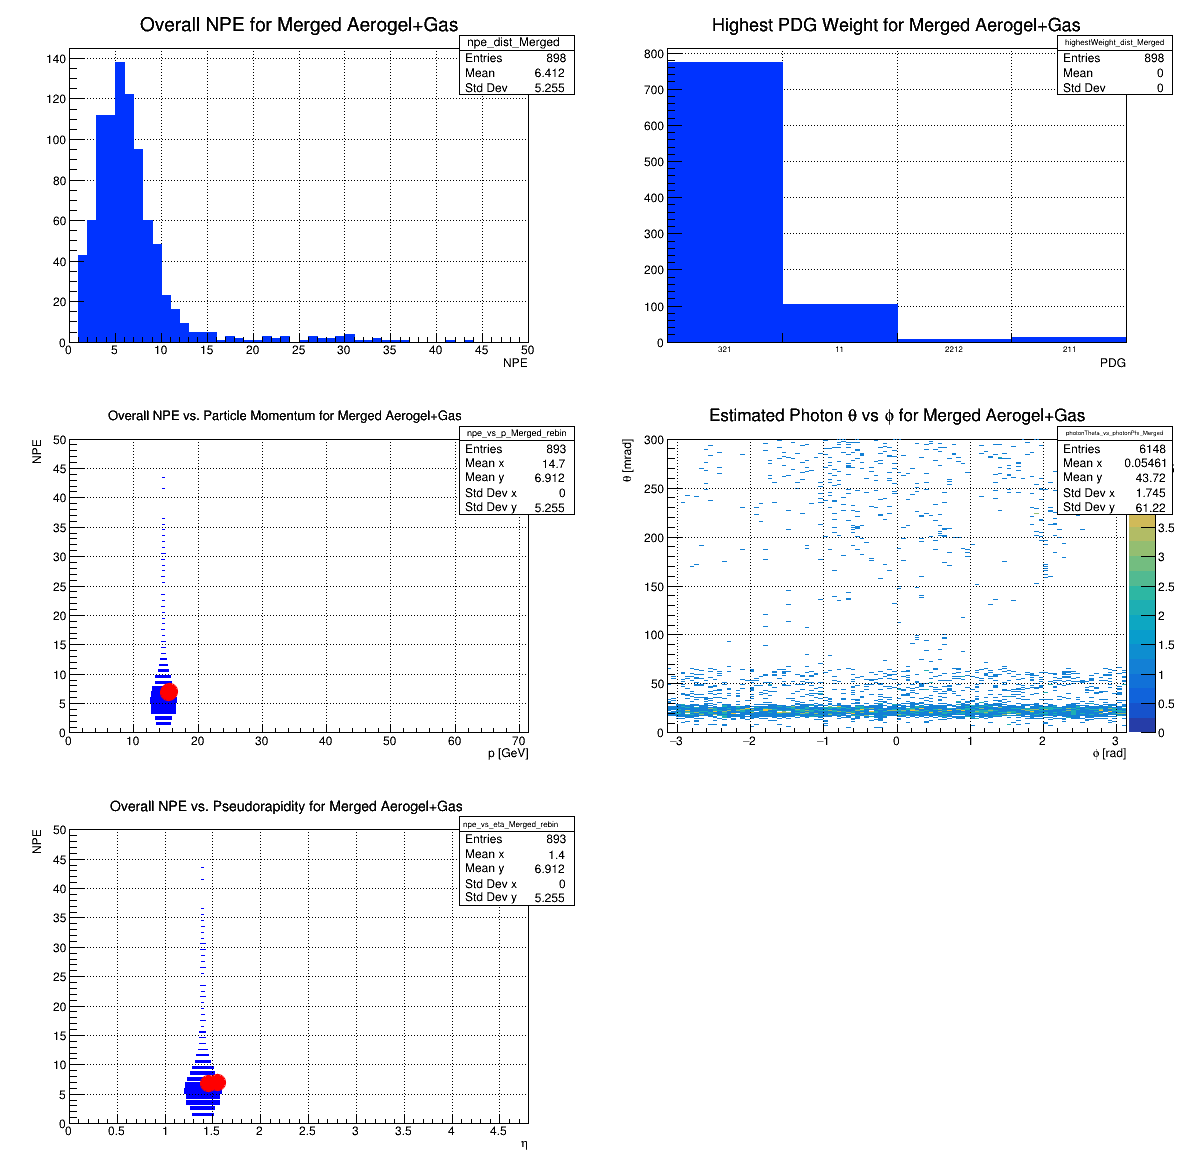 Overall NPE for Merged Aerogel+Gas
npe_dist_Merged
Entries 898
Mean 6.412
Std Dev 5.255
140
120
100
80
60
40
20
0
0 5 10 15 20 25 30 35 40 45 50
NPE
Highest PDG Weight for Merged Aerogel+Gas
highestWeight_dist_Merged
Entries 898
Mean 0
Std Dev 0
800
700
600
500
400
300
200
100
0
321 11 2212 211
PDG
Overall NPE vs. Particle Momentum for Merged Aerogel+Gas
npe_vs_p_Merged_rebin
Entries 893
Mean x 14.7
Mean y 6.912
Std Dev x 0
Std Dev y 5.255
NPE
50
45
40
35
30
25
20
15
10
5
0
0 10 20 30 40 50 60 70
p [GeV]
Estimated Photon θ vs ϕ for Merged Aerogel+Gas
photonTheta_vs_photonPhi_Merged
Entries 6148
Mean x 0.05461
Mean y 43.72
Std Dev x 1.745
Std Dev y 61.22
θ [mrad]
300
250
200
150
100
50
0
−3 −2 −1 0 1 2 3
ϕ [rad]
3.5
3
2.5
2
1.5
1
0.5
0
Overall NPE vs. Pseudorapidity for Merged Aerogel+Gas
npe_vs_eta_Merged_rebin
Entries 893
Mean x 1.4
Mean y 6.912
Std Dev x 0
Std Dev y 5.255
NPE
50
45
40
35
30
25
20
15
10
5
0
0 0.5 1 1.5 2 2.5 3 3.5 4 4.5
η